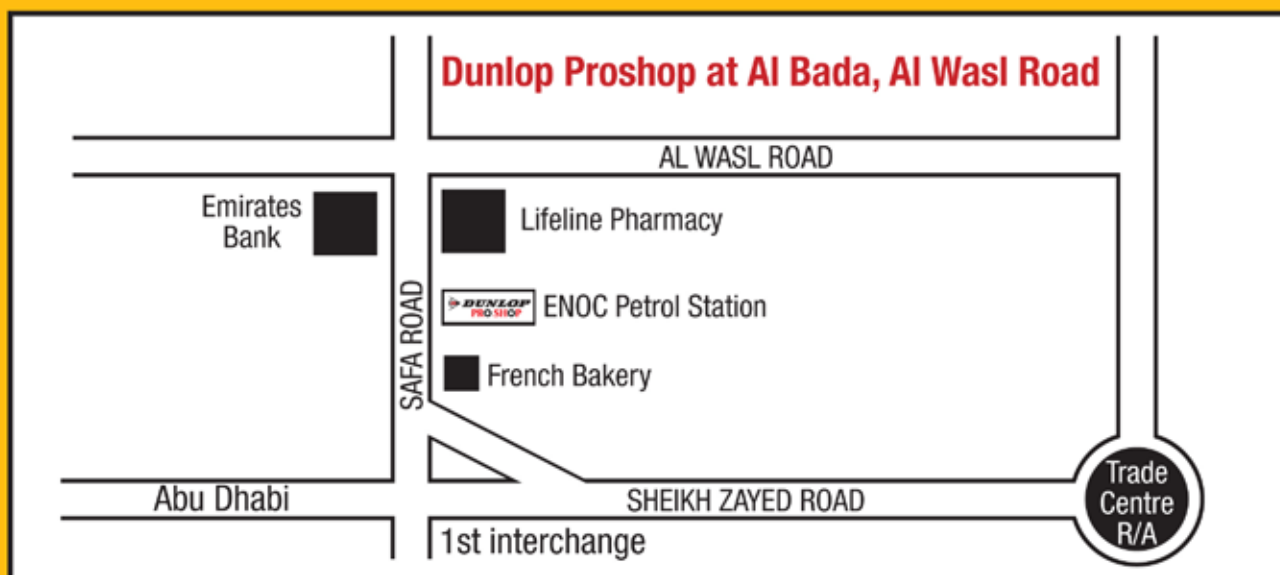 Dunlop Proshop at Al Bada, Al Wasl Road
AL WASL ROAD
Emirates
Bank
Lifeline Pharmacy
SAFA ROAD
DUNLOP
PRO SHOP
ENOC Petrol Station
French Bakery
Abu Dhabi
SHEIKH ZAYED ROAD
Trade
Centre
R/A
1st interchange